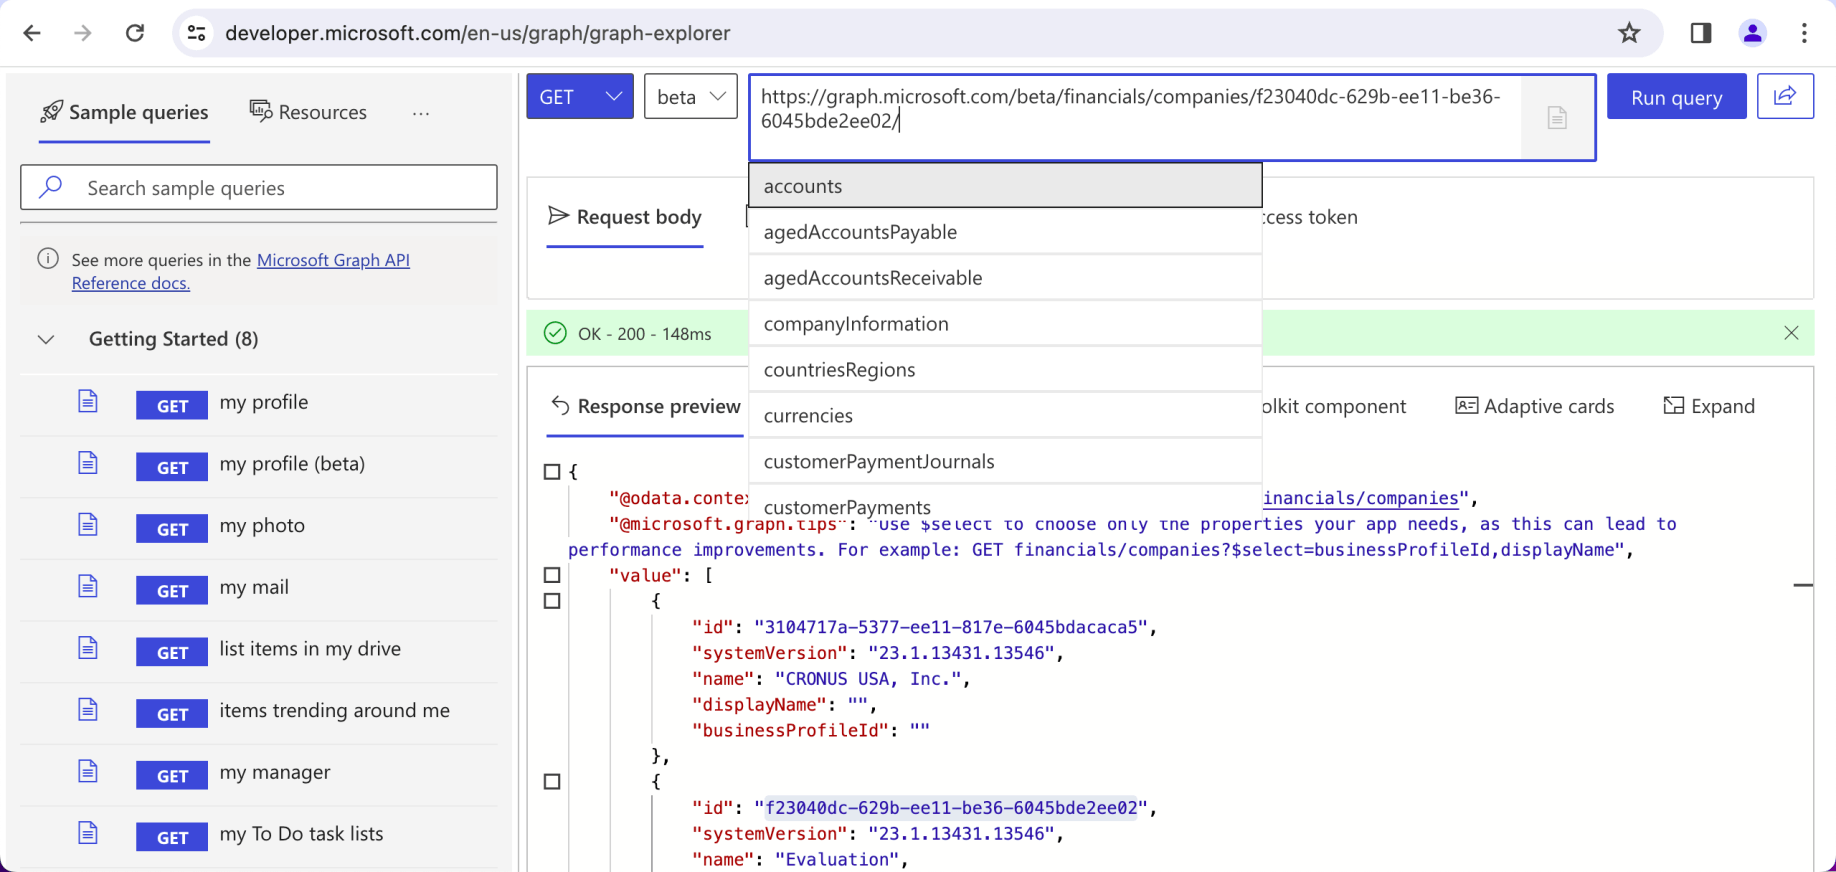 developer.microsoft.com/en-us/graph/graph-explorer
Sample queries
Resources
...
Search sample queries
See more queries in the Microsoft Graph API
Reference docs.
Getting Started (8)
GET my profile
GET my profile (beta)
GET my photo
GET my mail
GET list items in my drive
GET items trending around me
GET my manager
GET my To Do task lists
GET
beta
https://graph.microsoft.com/beta/financials/companies/f23040dc-629b-ee11-be36-
6045bde2ee02/
Run query
accounts
agedAccountsPayable
agedAccountsReceivable
companyInformation
countriesRegions
currencies
customerPaymentJournals
customerPayments
Request body
ccess token
OK - 200 - 148ms
Response preview
olkit component
Adaptive cards
Expand
{
"@odata.contex
inancials/companies",
"@microsoft.graph.tips": "Use $select to choose only the properties your app needs, as this can lead to
performance improvements. For example: GET financials/companies?$select=businessProfileId,displayName",
"value": [
{
"id": "3104717a-5377-ee11-817e-6045bdacaca5",
"systemVersion": "23.1.13431.13546",
"name": "CRONUS USA, Inc.",
"displayName": "",
"businessProfileId": ""
},
{
"id": "f23040dc-629b-ee11-be36-6045bde2ee02",
"systemVersion": "23.1.13431.13546",
"name": "Evaluation",